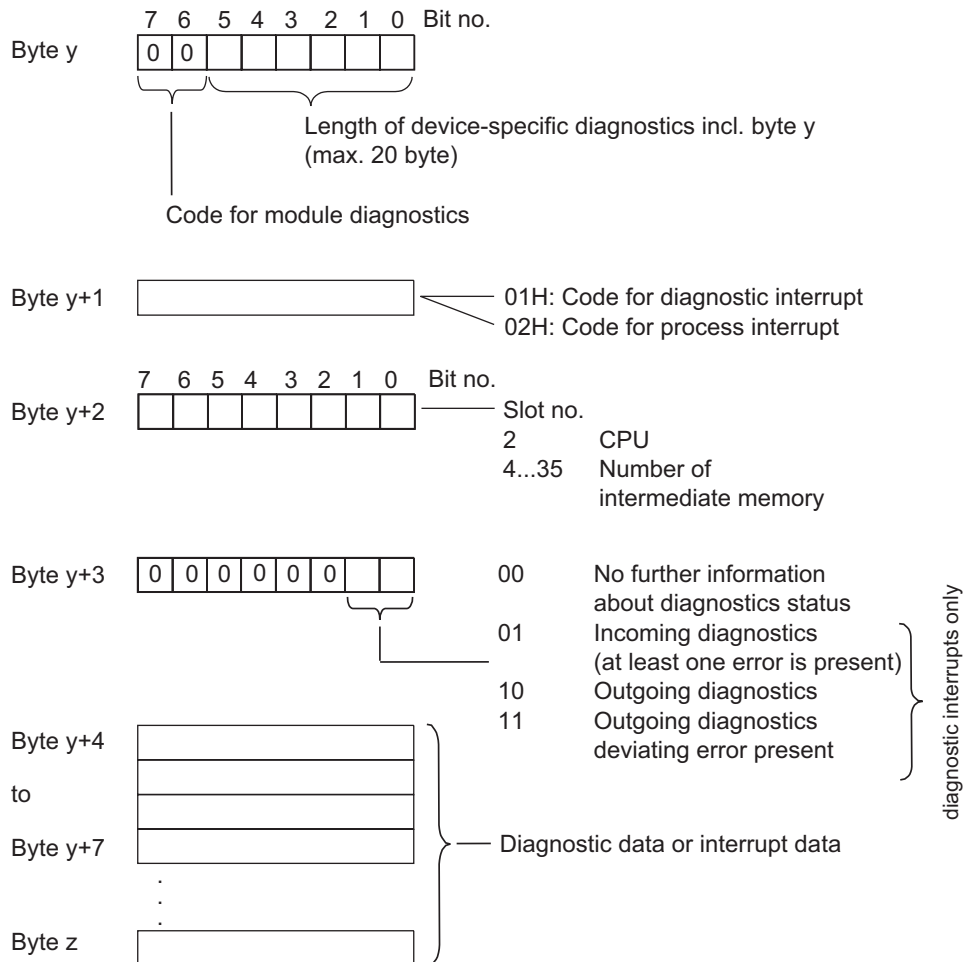 7 6 5 4 3 2 1 0 Bit no.
Byte y
0 0
Length of device-specific diagnostics incl. byte y
(max. 20 byte)
Code for module diagnostics
Byte y+1
01H: Code for diagnostic interrupt
02H: Code for process interrupt
7 6 5 4 3 2 1 0 Bit no.
Byte y+2
Slot no.
2 CPU
4...35 Number of
intermediate memory
Byte y+3
0 0 0 0 0 0
00 No further information
about diagnostics status
01 Incoming diagnostics
(at least one error is present)
10 Outgoing diagnostics
11 Outgoing diagnostics
deviating error present
diagnostic interrupts only
Byte y+4
to
Byte y+7
Diagnostic data or interrupt data
.
.
.
Byte z